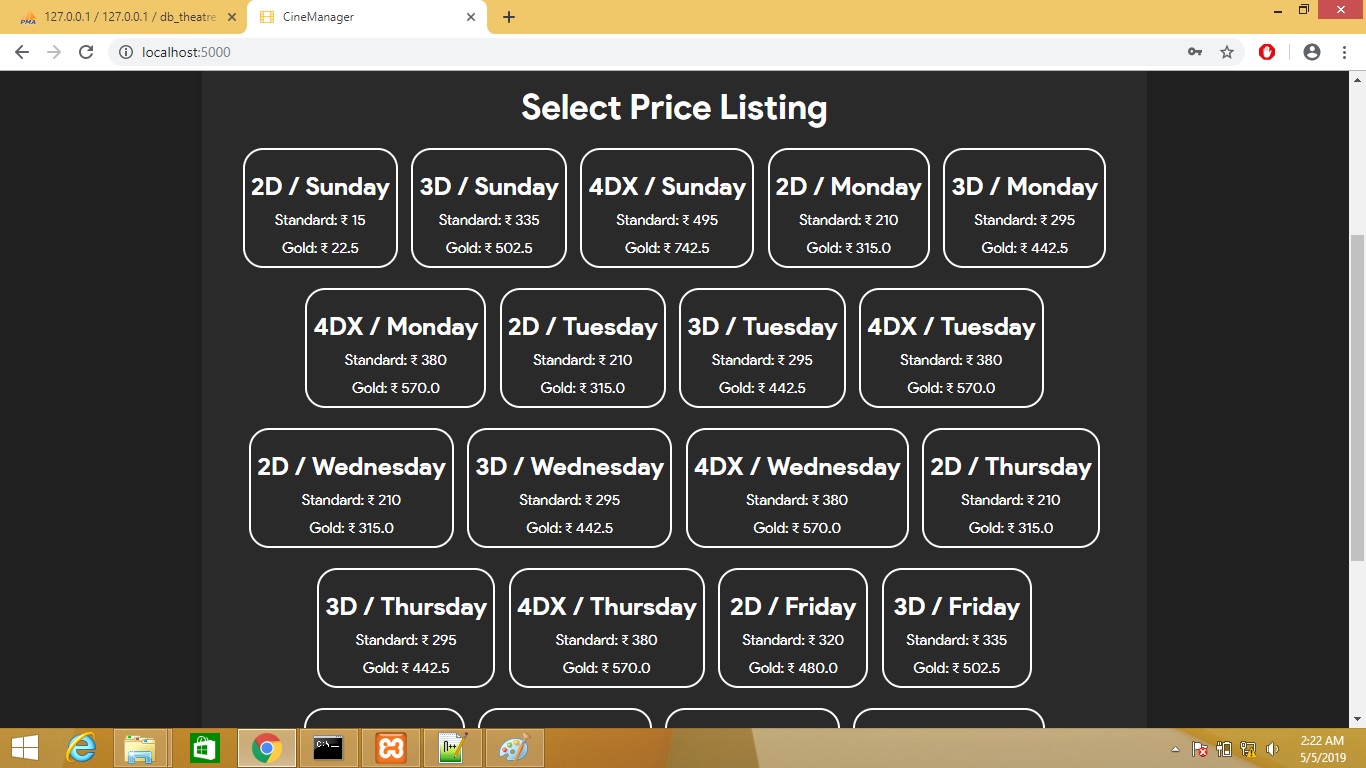 127.0.0.1 / 127.0.0.1 / db_theatre
CineManager
localhost:5000
Select Price Listing
2D / Sunday
Standard: ₹ 15
Gold: ₹ 22.5
3D / Sunday
Standard: ₹ 335
Gold: ₹ 502.5
4DX / Sunday
Standard: ₹ 495
Gold: ₹ 742.5
2D / Monday
Standard: ₹ 210
Gold: ₹ 315.0
3D / Monday
Standard: ₹ 295
Gold: ₹ 442.5
4DX / Monday
Standard: ₹ 380
Gold: ₹ 570.0
2D / Tuesday
Standard: ₹ 210
Gold: ₹ 315.0
3D / Tuesday
Standard: ₹ 295
Gold: ₹ 442.5
4DX / Tuesday
Standard: ₹ 380
Gold: ₹ 570.0
2D / Wednesday
Standard: ₹ 210
Gold: ₹ 315.0
3D / Wednesday
Standard: ₹ 295
Gold: ₹ 442.5
4DX / Wednesday
Standard: ₹ 380
Gold: ₹ 570.0
2D / Thursday
Standard: ₹ 210
Gold: ₹ 315.0
3D / Thursday
Standard: ₹ 295
Gold: ₹ 442.5
4DX / Thursday
Standard: ₹ 380
Gold: ₹ 570.0
2D / Friday
Standard: ₹ 320
Gold: ₹ 480.0
3D / Friday
Standard: ₹ 335
Gold: ₹ 502.5
2:22 AM
5/5/2019